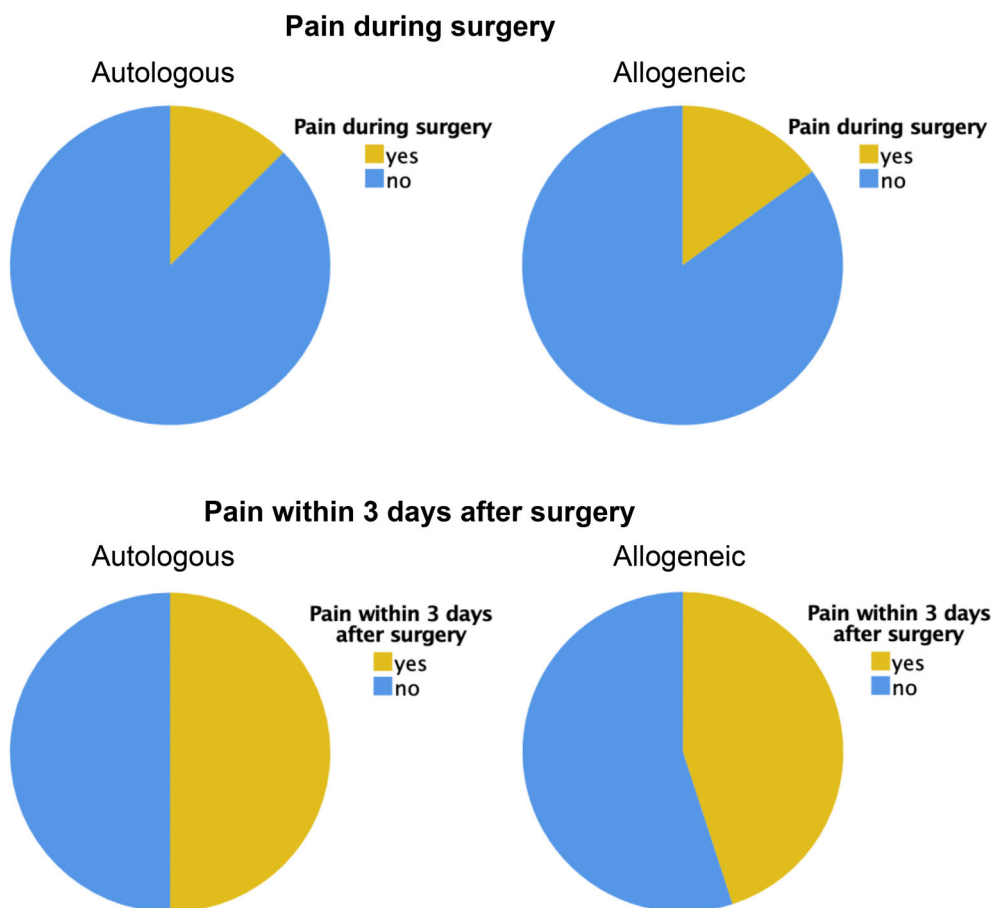 Pain during surgery
Autologous
Allogeneic
Pain during surgery
yes
no
Pain during surgery
yes
no
Pain within 3 days after surgery
Autologous
Allogeneic
Pain within 3 days
after surgery
yes
no
Pain within 3 days
after surgery
yes
no